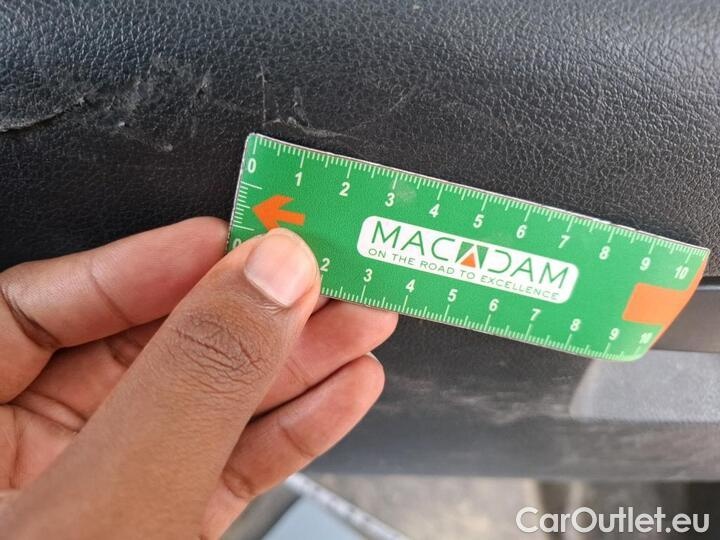 0 1 2 3 4 5 6 7 8 9 10
MACADAM
ON THE ROAD TO EXCELLENCE
0 2 3 4 5 6 7 8 9 10
CarOutlet.eu